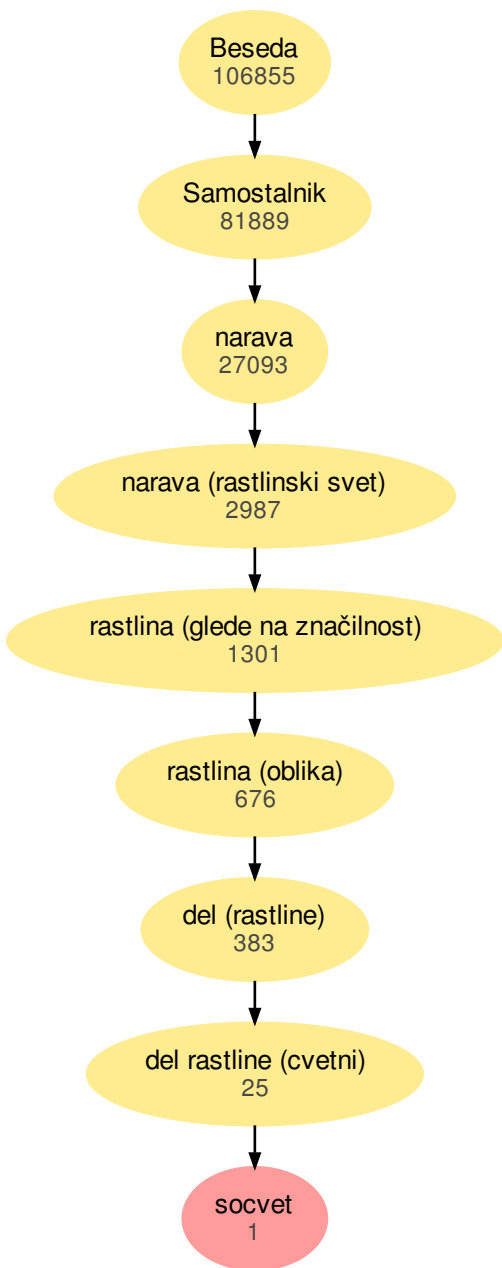 Beseda
106855
Samostalnik
81889
narava
27093
narava (rastlinski svet)
2987
rastlina (glede na značilnost)
1301
rastlina (oblika)
676
del (rastline)
383
del rastline (cvetni)
25
socvet
1